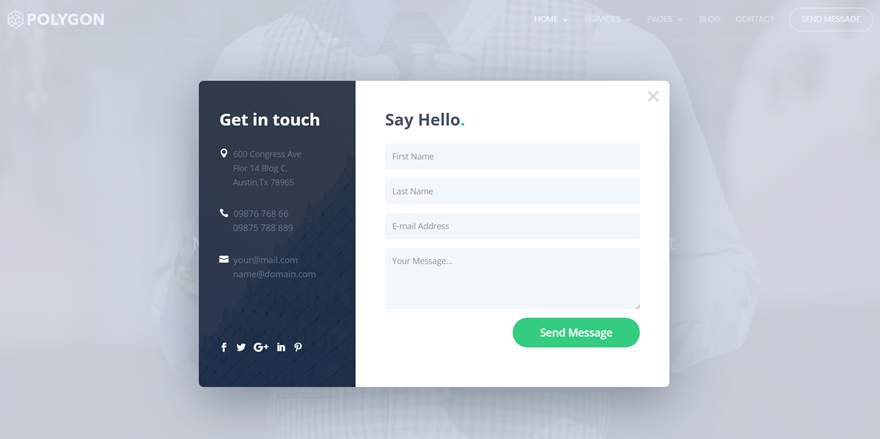 POLYGON
HOME SERVICES PAGES BLOG CONTACT SEND MESSAGE
Get in touch
600 Congress Ave
Flor 14 Blog C,
Austin,Tx 78965
09876 768 66
09875 788 889
your@mail.com
name@domain.com
Say Hello.
First Name
Last Name
E-mail Address
Your Message...
Send Message